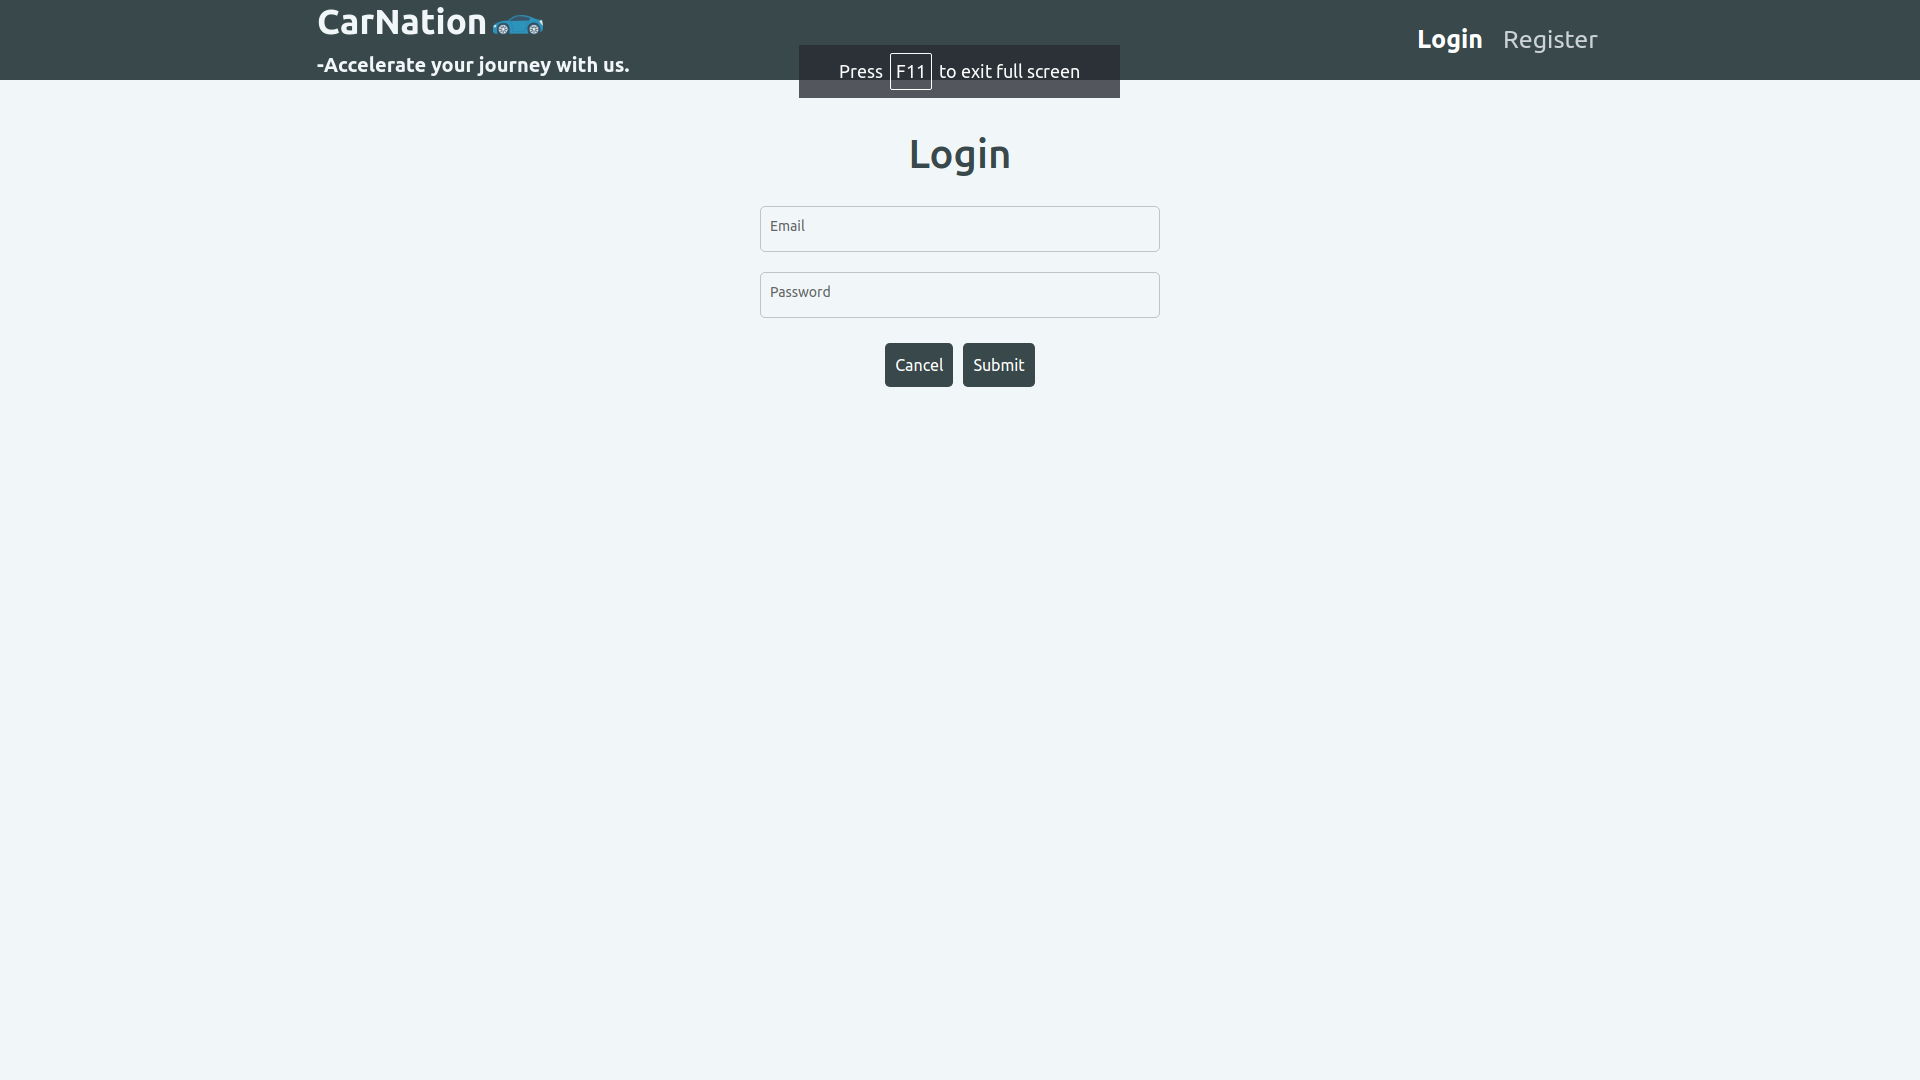 CarNation
-Accelerate your journey with us.
Login Register
Press F11 to exit full screen
Login
Email
Password
Cancel Submit